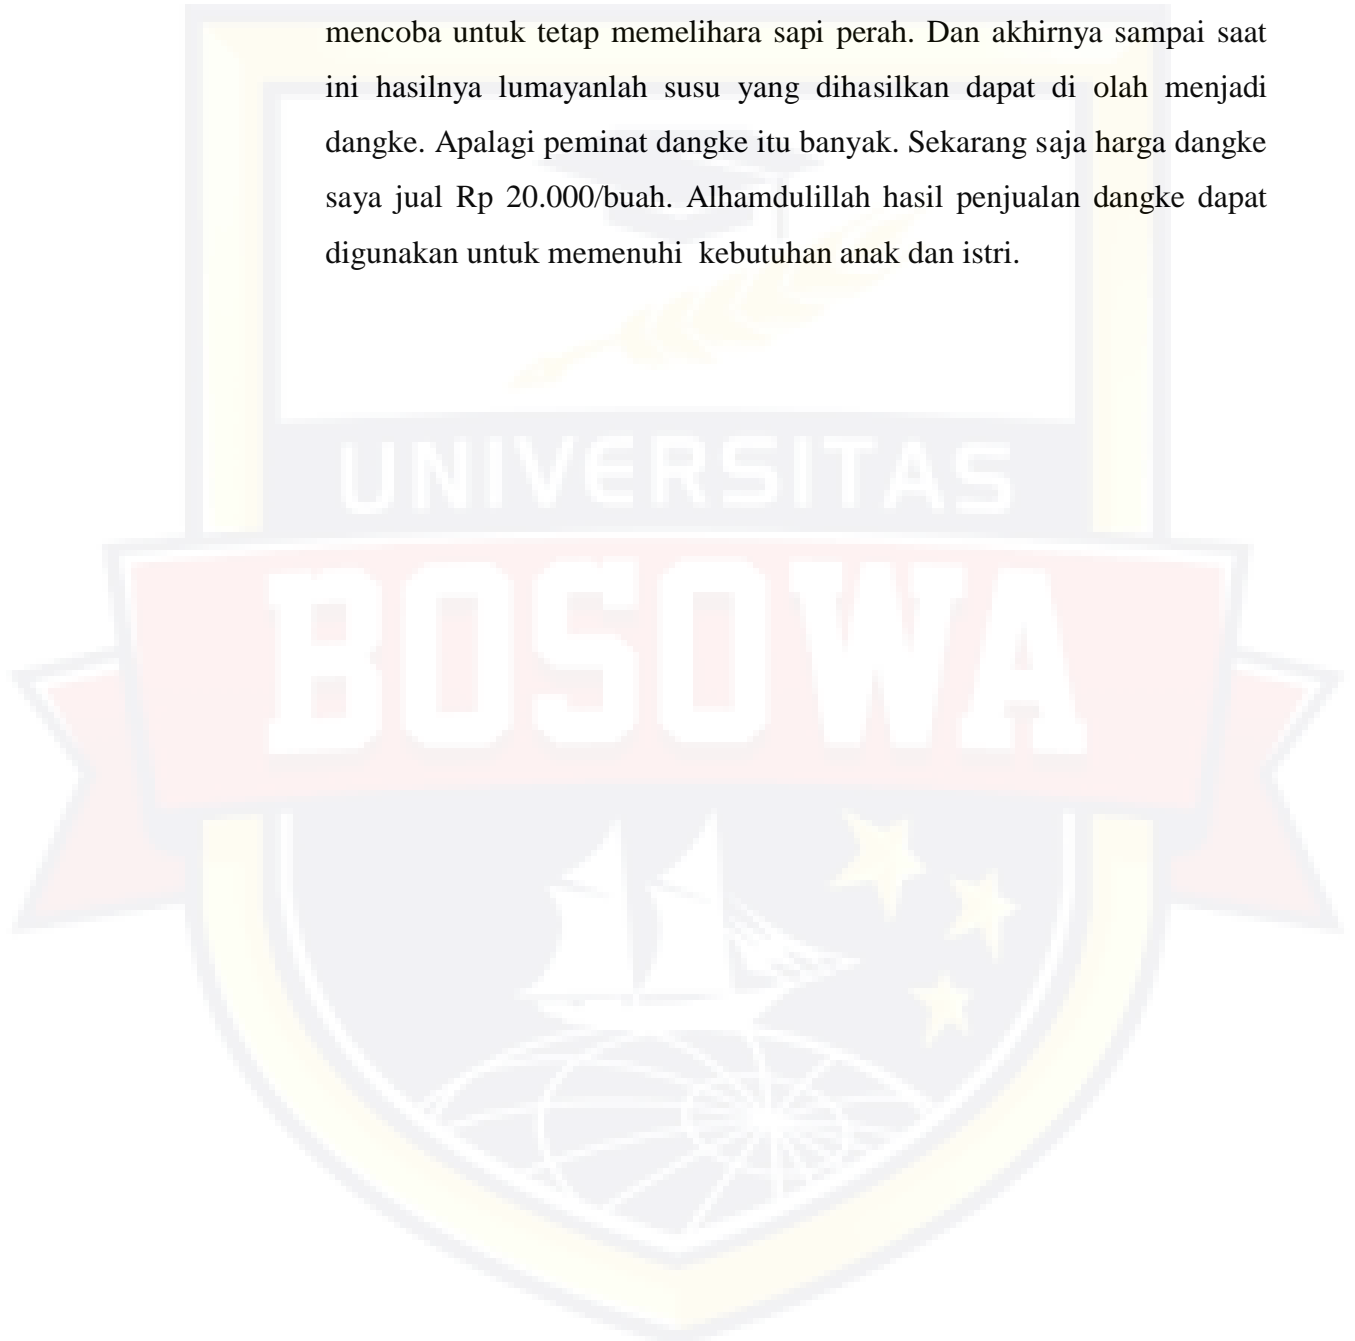 mencoba untuk tetap memelihara sapi perah. Dan akhirnya sampai saat
ini hasilnya lumayanlah susu yang dihasilkan dapat di olah menjadi
dangke. Apalagi peminat dangke itu banyak. Sekarang saja harga dangke
saya jual Rp 20.000/buah. Alhamdulillah hasil penjualan dangke dapat
digunakan untuk memenuhi  kebutuhan anak dan istri.
UNIVERSITAS
BOSOWA